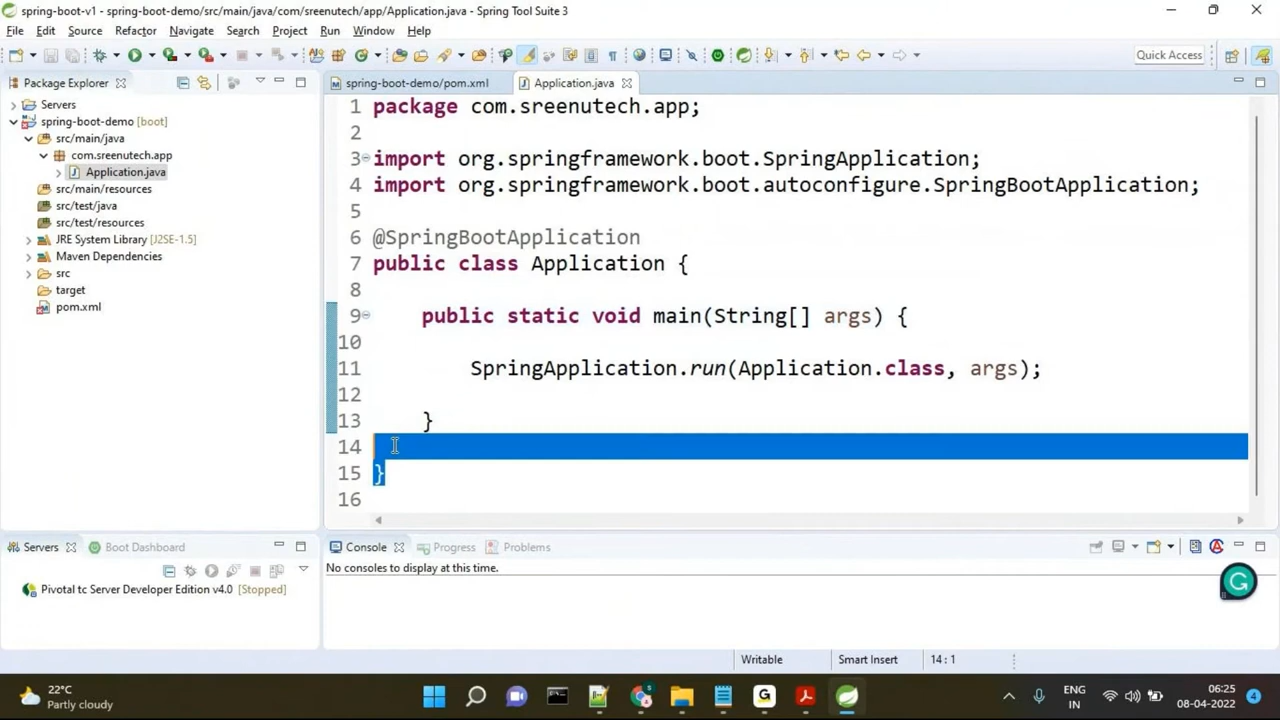 spring-boot-v1 - spring-boot-demo/src/main/java/com/sreenutech/app/Application.java - Spring Tool Suite 3
File Edit Source Refactor Navigate Search Project Run Window Help
Quick Access
Package Explorer
spring-boot-demo/pom.xml
Application.java
Servers
spring-boot-demo [boot]
src/main/java
com.sreenutech.app
Application.java
src/main/resources
src/test/java
src/test/resources
JRE System Library [J2SE-1.5]
Maven Dependencies
src
target
pom.xml
1 package com.sreenutech.app;
2
3 import org.springframework.boot.SpringApplication;
4 import org.springframework.boot.autoconfigure.SpringBootApplication;
5
6 @SpringBootApplication
7 public class Application {
8
9 public static void main(String[] args) {
10
11 SpringApplication.run(Application.class, args);
12
13 }
14
15 }
16
Servers
Boot Dashboard
Pivotal tc Server Developer Edition v4.0 [Stopped]
Console
Progress
Problems
No consoles to display at this time.
Writable
Smart Insert
14 : 1
22°C
Partly cloudy
ENG
IN
06:25
08-04-2022
4